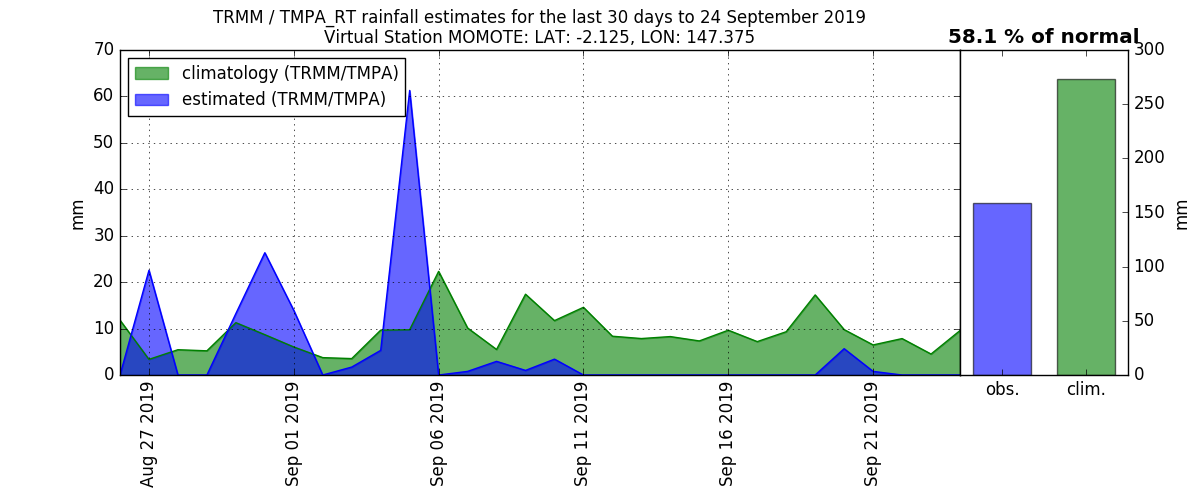 TRMM / TMPA_RT rainfall estimates for the last 30 days to 24 September 2019
Virtual Station MOMOTE: LAT: -2.125, LON: 147.375
58.1 % of normal
climatology (TRMM/TMPA)
estimated (TRMM/TMPA)
mm
70
60
50
40
30
20
10
0
Aug 27 2019
Sep 01 2019
Sep 06 2019
Sep 11 2019
Sep 16 2019
Sep 21 2019
obs.
clim.
300
250
200
150
100
50
0
mm